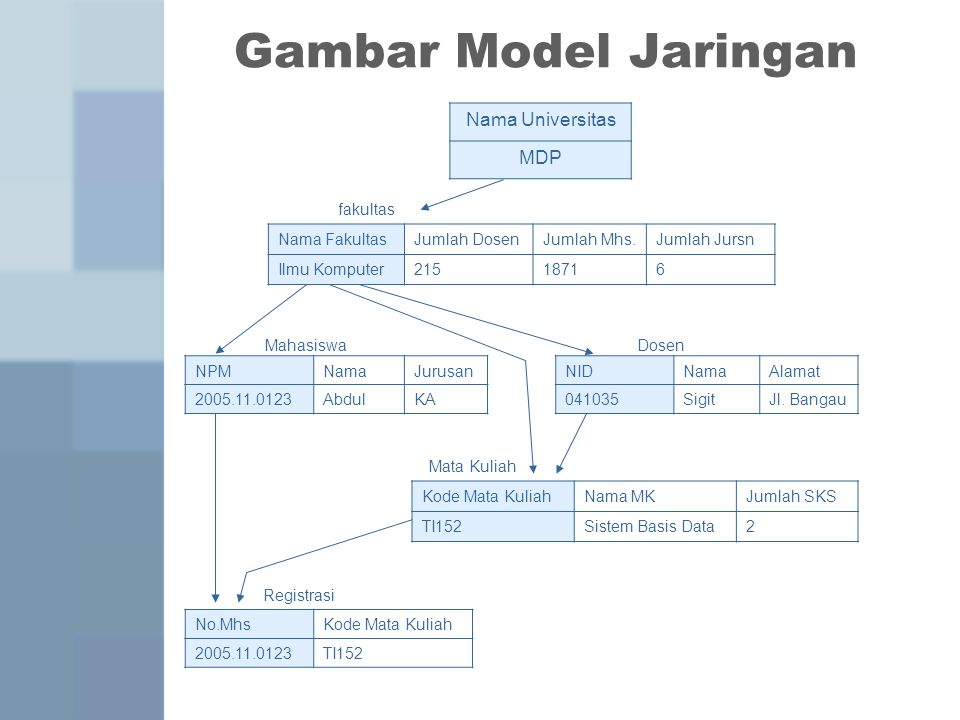 Gambar Model Jaringan
Nama Universitas
MDP
fakultas
Nama Fakultas Jumlah Dosen Jumlah Mhs. Jumlah Jursn
Ilmu Komputer 215 1871 6
Mahasiswa
NPM Nama Jurusan
2005.11.0123 Abdul KA
Dosen
NID Nama Alamat
041035 Sigit Jl. Bangau
Mata Kuliah
Kode Mata Kuliah Nama MK Jumlah SKS
TI152 Sistem Basis Data 2
Registrasi
No.Mhs Kode Mata Kuliah
2005.11.0123 TI152